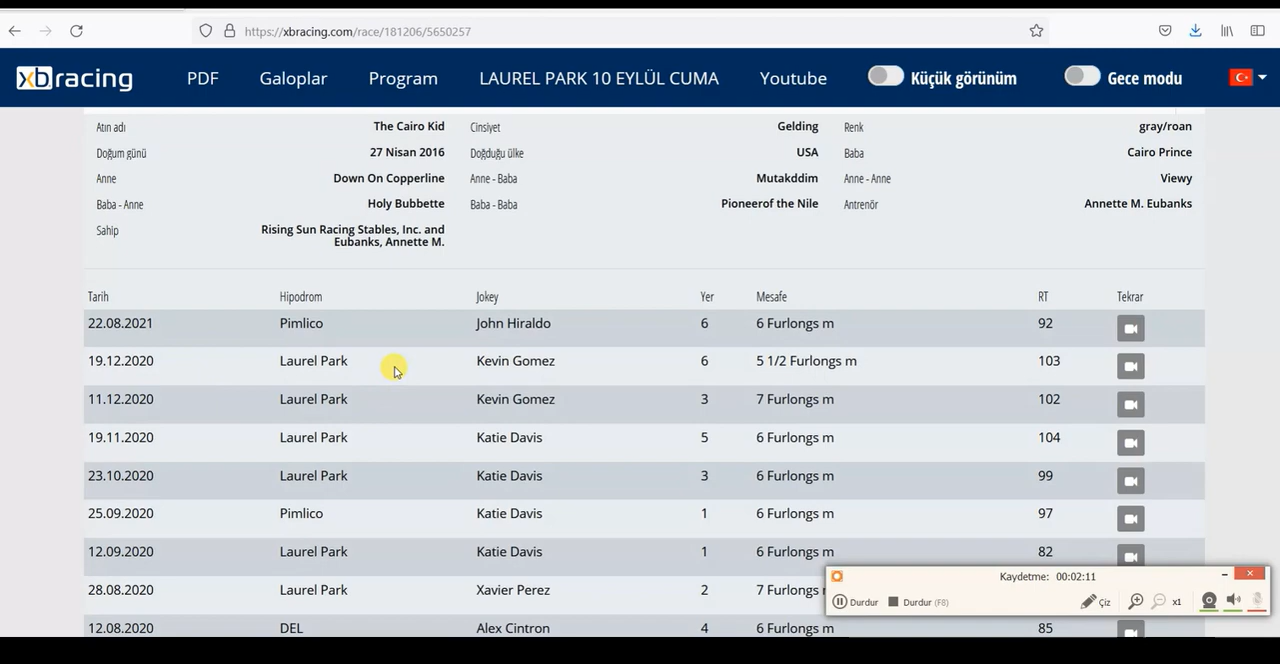 https://xbracing.com/race/181206/5650257
xbracing PDF Galoplar Program LAUREL PARK 10 EYLÜL CUMA Youtube Küçük görünüm Gece modu
Atın adı The Cairo Kid Cinsiyet Gelding Renk gray/roan
Doğum günü 27 Nisan 2016 Doğduğu ülke USA Baba Cairo Prince
Anne Down On Copperline Anne - Baba Mutakddim Anne - Anne Viewy
Baba - Anne Holy Bubbette Baba - Baba Pioneerof the Nile Antrenör Annette M. Eubanks
Sahip Rising Sun Racing Stables, Inc. and
Eubanks, Annette M.
Tarih Hipodrom Jokey Yer Mesafe RT Tekrar
22.08.2021 Pimlico John Hiraldo 6 6 Furlongs m 92
19.12.2020 Laurel Park Kevin Gomez 6 5 1/2 Furlongs m 103
11.12.2020 Laurel Park Kevin Gomez 3 7 Furlongs m 102
19.11.2020 Laurel Park Katie Davis 5 6 Furlongs m 104
23.10.2020 Laurel Park Katie Davis 3 6 Furlongs m 99
25.09.2020 Pimlico Katie Davis 1 6 Furlongs m 97
12.09.2020 Laurel Park Katie Davis 1 6 Furlongs m 82
28.08.2020 Laurel Park Xavier Perez 2 7 Furlongs
12.08.2020 DEL Alex Cintron 4 6 Furlongs m 85
Kaydetme: 00:02:11
Durdur Durdur (F8) Çiz x1